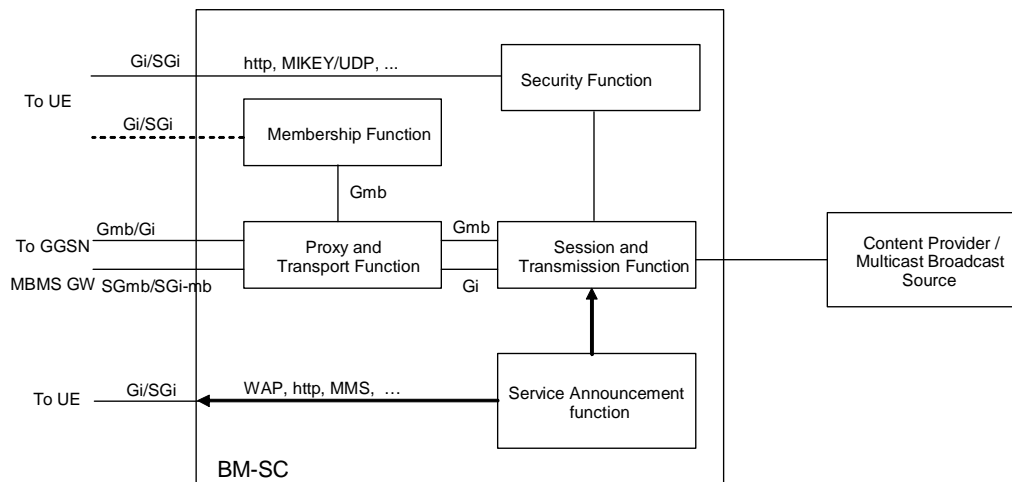 Gi/SGi
http, MIKEY/UDP, ...
Security Function
To UE
Gi/SGi
Membership Function
Gmb
Gmb/Gi
To GGSN
MBMS GW
SGmb/SGi-mb
Proxy and
Transport Function
Gmb
Gi
Session and
Transmission Function
Content Provider /
Multicast Broadcast
Source
Gi/SGi
To UE
WAP, http, MMS, ...
Service Announcement
function
BM-SC